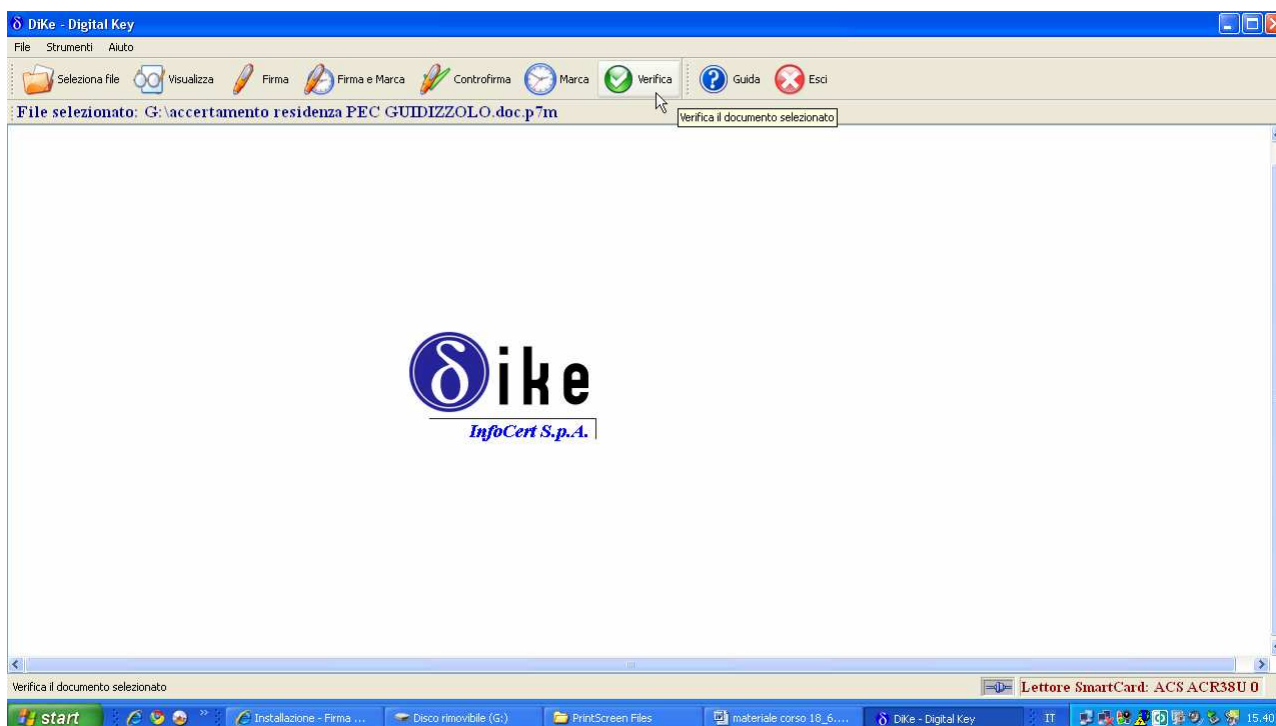 δ DiKe - Digital Key
File Strumenti Aiuto
Seleziona file Visualizza Firma Firma e Marca Controfirma Marca Verifica Guida Esci
File selezionato: G:\accertamento residenza PEC GUIDIZZOLO.doc.p7m
Verifica il documento selezionato
δike
InfoCert S.p.A.
Verifica il documento selezionato Lettore SmartCard: ACS ACR38U 0
start Installazione - Firma ... Disco rimovibile (G:) PrintScreen Files materiale corso 18_6.... δ DiKe - Digital Key IT 15.40